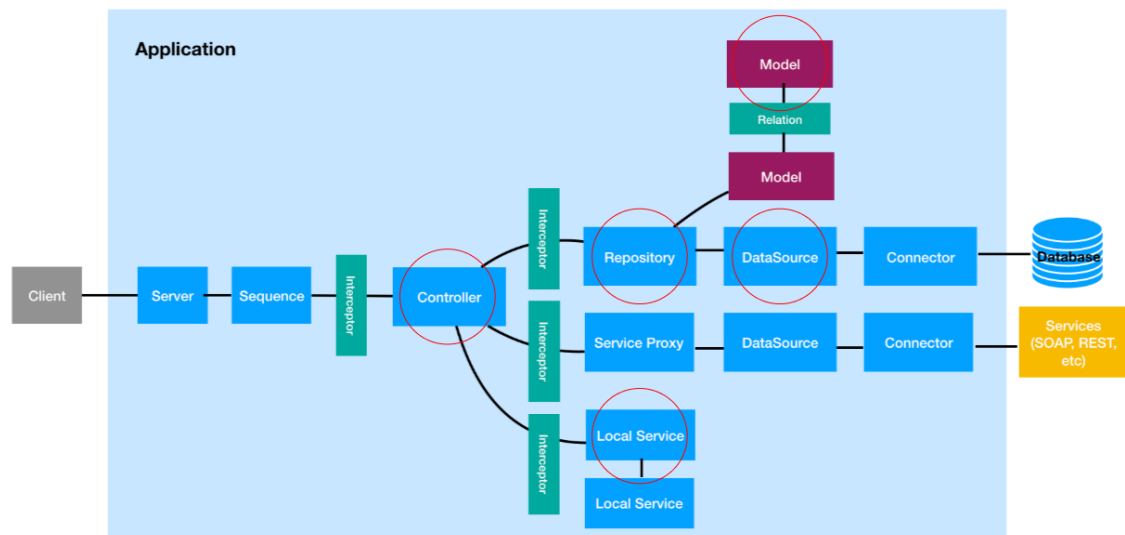 Application
Model
Relation
Model
Interceptor
Repository
DataSource
Connector
Database
Client
Server
Sequence
Interceptor
Controller
Interceptor
Service Proxy
DataSource
Connector
Services
(SOAP, REST,
etc)
Interceptor
Local Service
Local Service